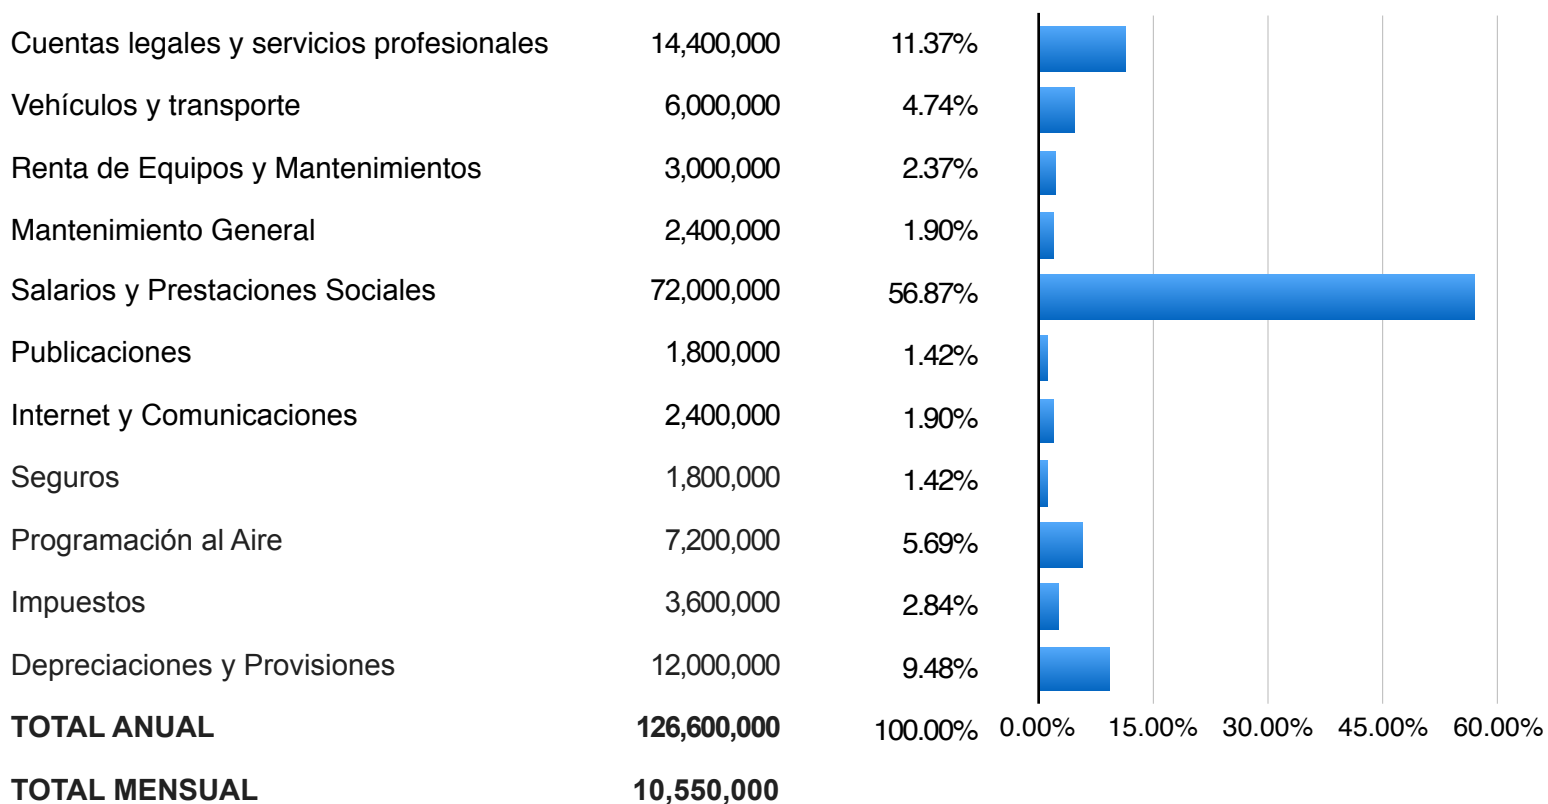 Cuentas legales y servicios profesionales 14,400,000 11.37%
Vehículos y transporte 6,000,000 4.74%
Renta de Equipos y Mantenimientos 3,000,000 2.37%
Mantenimiento General 2,400,000 1.90%
Salarios y Prestaciones Sociales 72,000,000 56.87%
Publicaciones 1,800,000 1.42%
Internet y Comunicaciones 2,400,000 1.90%
Seguros 1,800,000 1.42%
Programación al Aire 7,200,000 5.69%
Impuestos 3,600,000 2.84%
Depreciaciones y Provisiones 12,000,000 9.48%
TOTAL ANUAL 126,600,000 100.00% 0.00% 15.00% 30.00% 45.00% 60.00%
TOTAL MENSUAL 10,550,000